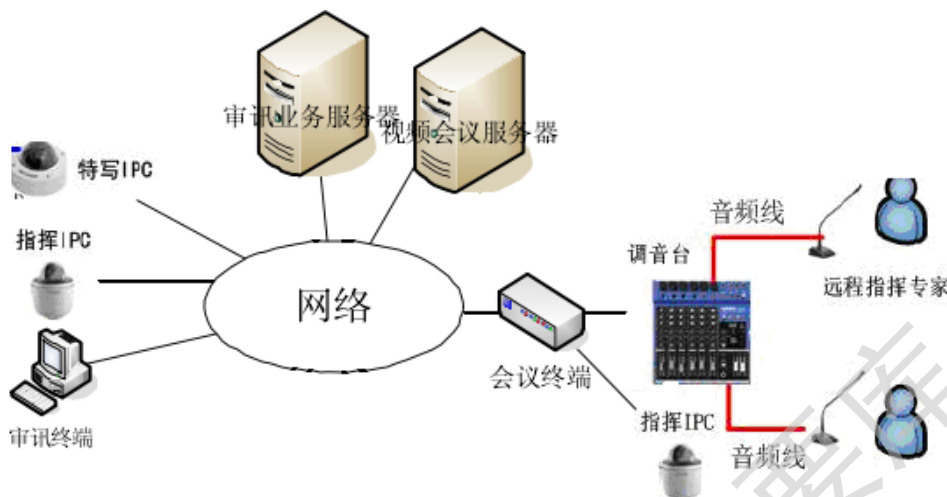 审讯业务服务器
视频会议服务器
特写IPC
指挥IPC
音频线
调音台
远程指挥专家
网络
会议终端
审讯终端
指挥IPC
音频线